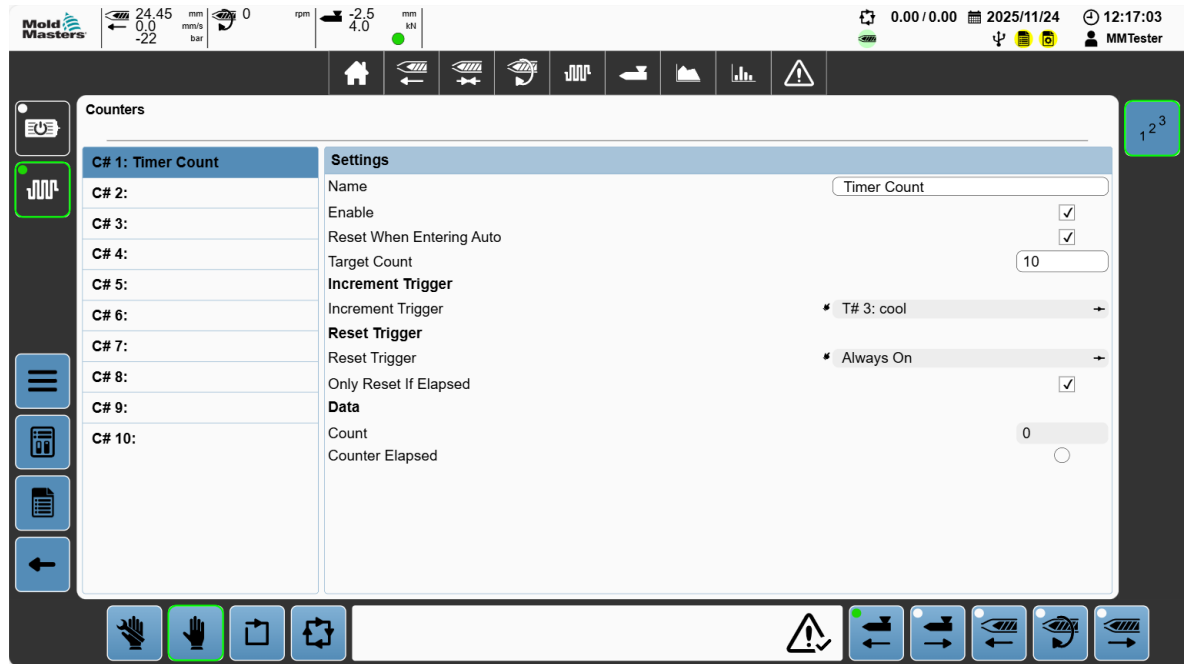 Mold Masters
24.45 mm
0.0 mm/s
-22 bar
0 rpm
-2.5 mm
4.0 kN
0.00 / 0.00 2025/11/24 12:17:03
MMTester
Counters
1 2 3
C# 1: Timer Count
C# 2:
C# 3:
C# 4:
C# 5:
C# 6:
C# 7:
C# 8:
C# 9:
C# 10:
Settings
Name Timer Count
Enable
Reset When Entering Auto
Target Count 10
Increment Trigger
Increment Trigger T# 3: cool
Reset Trigger
Reset Trigger Always On
Only Reset If Elapsed
Data
Count 0
Counter Elapsed